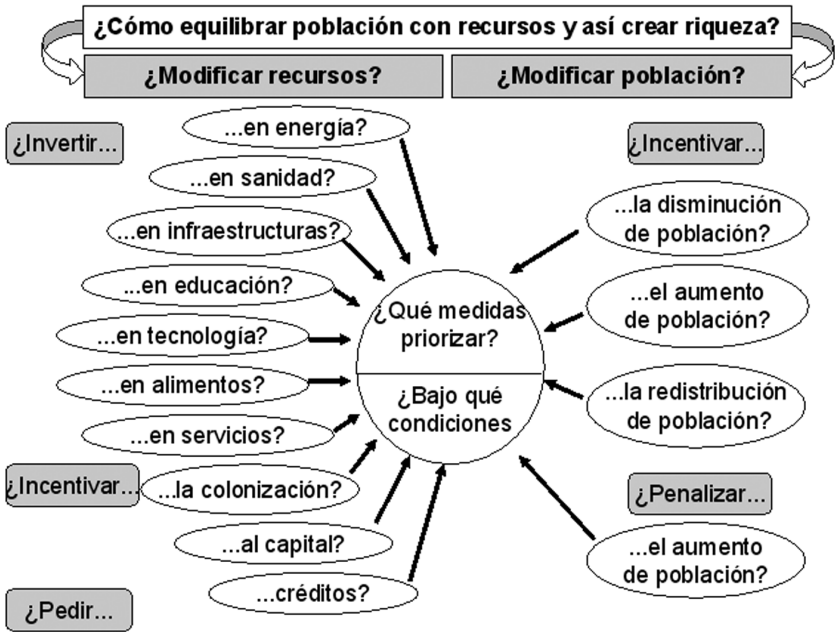 ¿Cómo equilibrar población con recursos y así crear riqueza?
¿Modificar recursos?
¿Modificar población?
¿Invertir...
...en energía?
...en sanidad?
...en infraestructuras?
...en educación?
...en tecnología?
...en alimentos?
...en servicios?
¿Incentivar...
...la colonización?
...al capital?
¿Pedir...
...créditos?
¿Qué medidas
priorizar?
¿Bajo qué
condiciones
¿Incentivar...
...la disminución
de población?
...el aumento
de población?
...la redistribución
de población?
¿Penalizar...
...el aumento
de población?